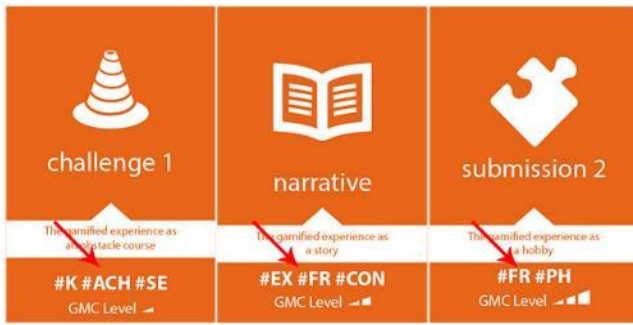 challenge 1
The gamified experience as
an obstacle course
#K #ACH #SE
GMC Level
narrative
The gamified experience as
a story
#EX #FR #CON
GMC Level
submission 2
The gamified experience as
a hobby
#FR #PH
GMC Level